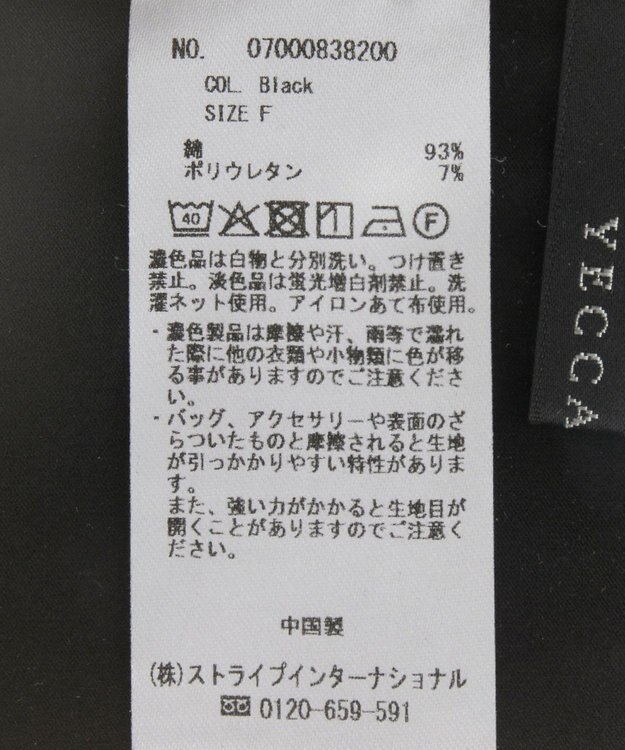 NO. 07000838200
COL. Black
SIZE F
綿 93%
ポリウレタン 7%
40 F
濃色品は白物と分別洗い。つけ置き
禁止。淡色品は蛍光増白剤禁止。洗
濯ネット使用。アイロンあて布使用。
・濃色製品は摩擦や汗、雨等で濡れ
た際に他の衣類や小物類に色が移
る事がありますのでご注意くださ
い。
・バッグ、アクセサリーや表面のざ
らついたものと摩擦されると生地
が引っかかりやすい特性がありま
す。
また、強い力がかかると生地目が
開くことがありますのでご注意く
ださい。
中国製
(株)ストライプインターナショナル
0120-659-591
YECCA